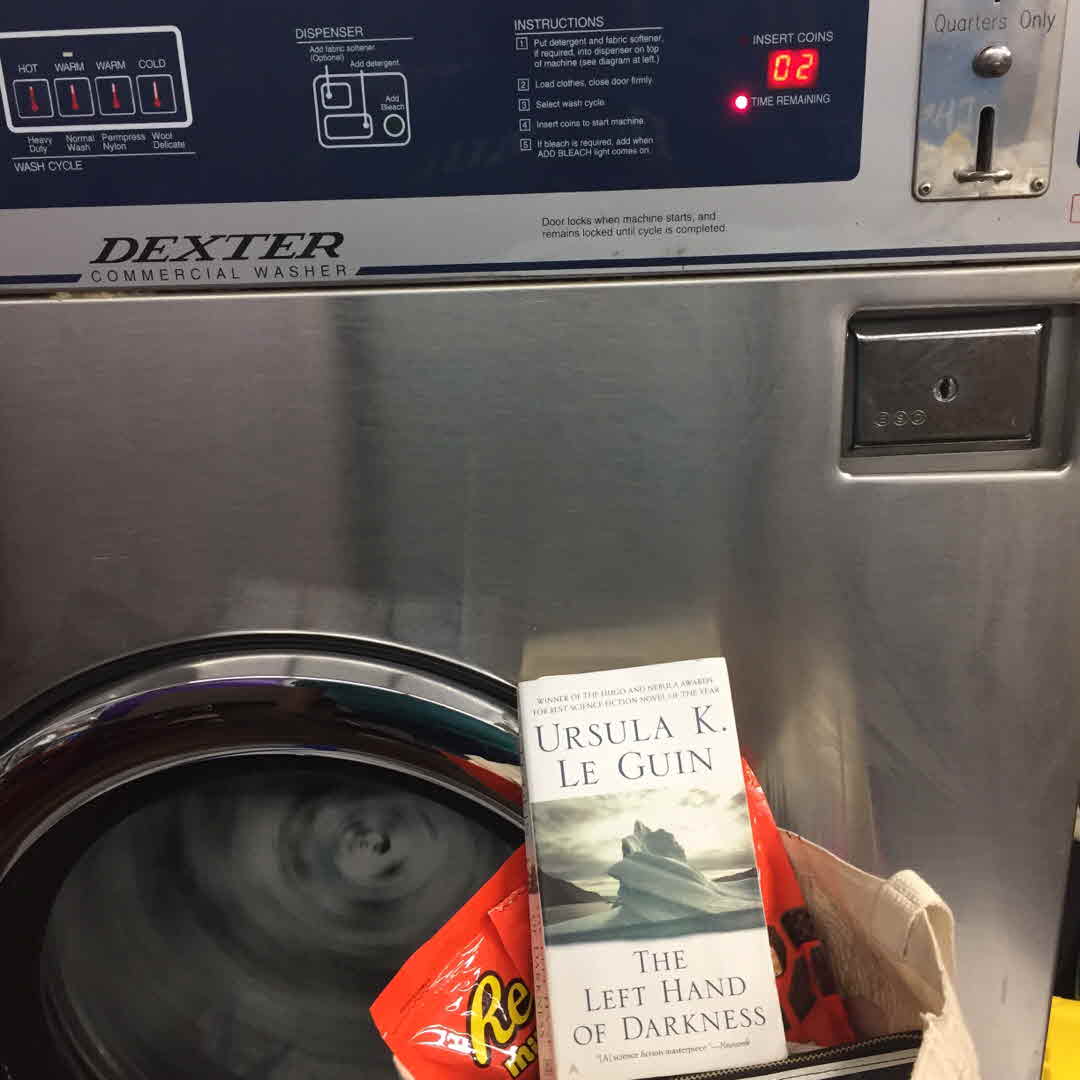 HOT WARM WARM COLD
Heavy Duty
Normal Wash
Permpress Nylon
Wool Delicate
WASH CYCLE
DISPENSER
Add fabric softener
(Optional)
Add detergent
Add
Bleach
INSTRUCTIONS
1 Put detergent and fabric softener,
if required, into dispenser on top
of machine (see diagram at left.)
2 Load clothes, close door firmly.
3 Select wash cycle.
4 Insert coins to start machine.
5 If bleach is required, add when
ADD BLEACH light comes on.
INSERT COINS
02
TIME REMAINING
Quarters Only
Door locks when machine starts, and
remains locked until cycle is completed.
DEXTER
COMMERCIAL WASHER
WINNER OF THE HUGO AND NEBULA AWARDS
FOR BEST SCIENCE FICTION NOVEL OF THE YEAR
URSULA K.
LE GUIN
THE
LEFT HAND
OF DARKNESS
"[A] science fiction masterpiece." —Newsweek
Re